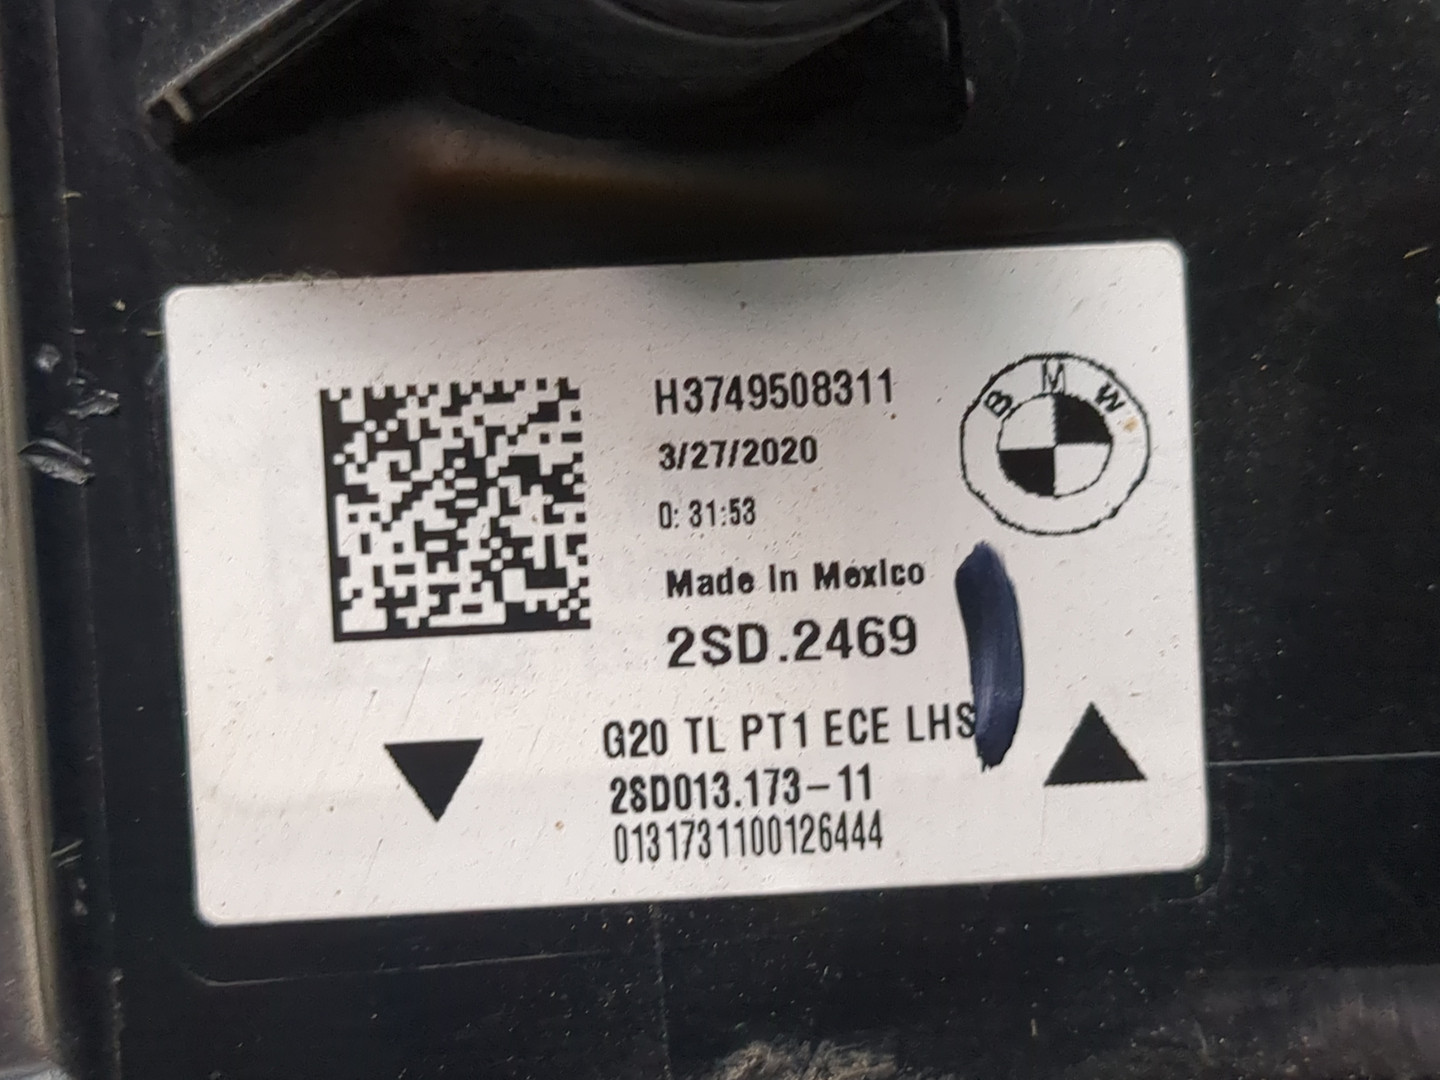 H3749508311
3/27/2020
0: 31:53
Made In Mexico
2SD.2469
G20 TL PT1 ECE LHS
2SD013.173-11
0131731100126444
BMW